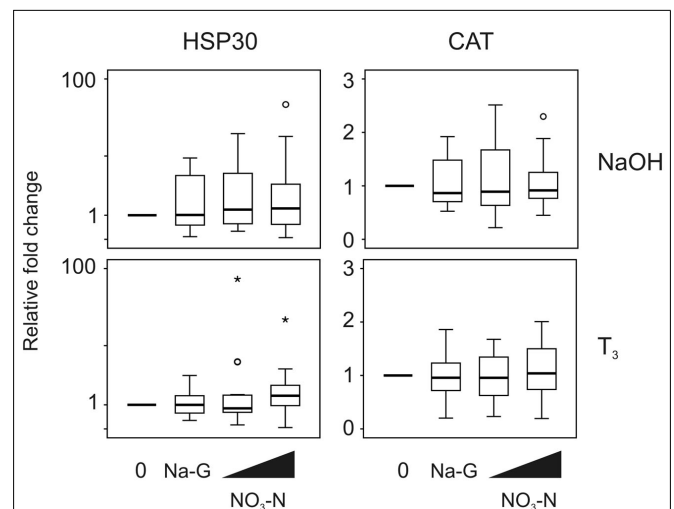 HSP30 CAT
Relative fold change
100
1
3
2
1
0
NaOH
100
1
3
2
1
0
T₃
0 Na-G 0 Na-G
NO₃-N NO₃-N